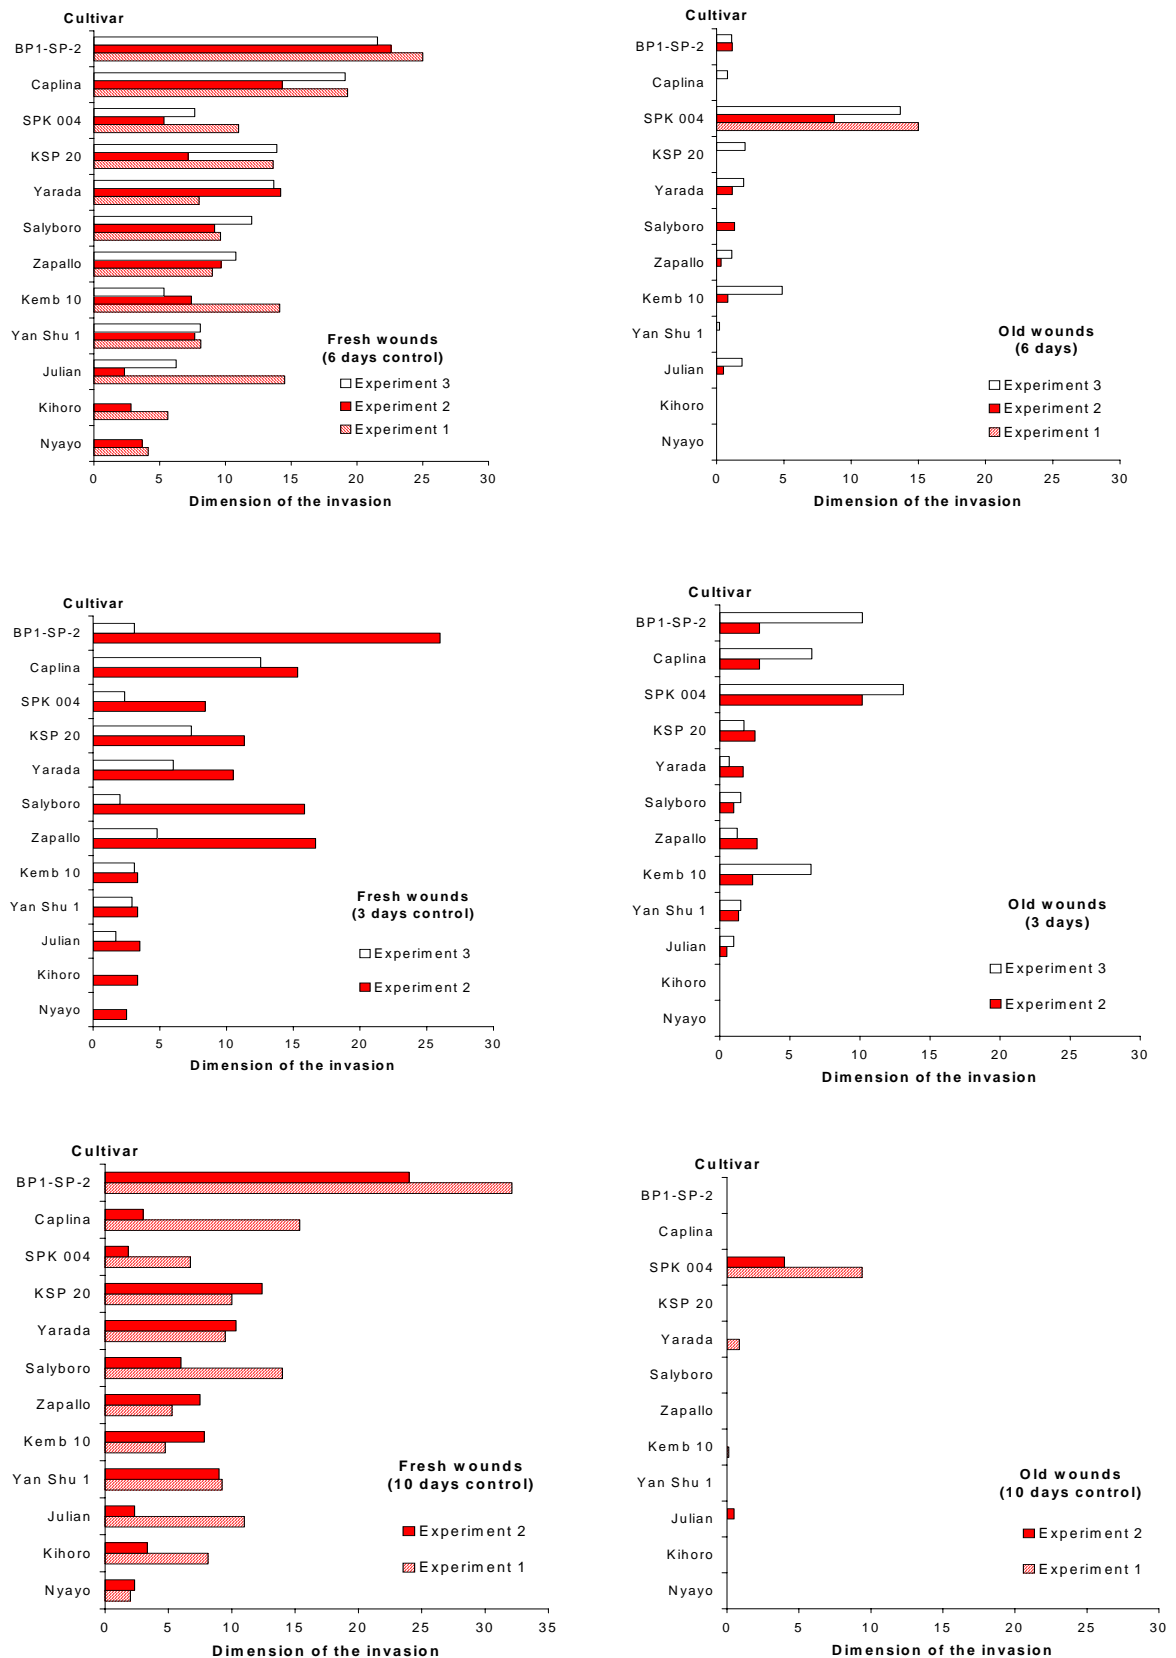 Cultivar
BP1-SP-2
Caplina
SPK 004
KSP 20
Yarada
Salyboro
Zapallo
Kemb 10
Yan Shu 1
Julian
Kihoro
Nyayo
Fresh wounds
(6 days control)
Experiment 3
Experiment 2
Experiment 1
0 5 10 15 20 25 30
Dimension of the invasion
Cultivar
BP1-SP-2
Caplina
SPK 004
KSP 20
Yarada
Salyboro
Zapallo
Kemb 10
Yan Shu 1
Julian
Kihoro
Nyayo
Old wounds
(6 days)
Experiment 3
Experiment 2
Experiment 1
0 5 10 15 20 25 30
Dimension of the invasion
Cultivar
BP1-SP-2
Caplina
SPK 004
KSP 20
Yarada
Salyboro
Zapallo
Kemb 10
Yan Shu 1
Julian
Kihoro
Nyayo
Fresh wounds
(3 days control)
Experiment 3
Experiment 2
0 5 10 15 20 25 30
Dimension of the invasion
Cultivar
BP1-SP-2
Caplina
SPK 004
KSP 20
Yarada
Salyboro
Zapallo
Kemb 10
Yan Shu 1
Julian
Kihoro
Nyayo
Old wounds
(3 days)
Experiment 3
Experiment 2
0 5 10 15 20 25 30
Dimension of the invasion
Cultivar
BP1-SP-2
Caplina
SPK 004
KSP 20
Yarada
Salyboro
Zapallo
Kemb 10
Yan Shu 1
Julian
Kihoro
Nyayo
Fresh wounds
(10 days control)
Experiment 2
Experiment 1
0 5 10 15 20 25 30 35
Dimension of the invasion
Cultivar
BP1-SP-2
Caplina
SPK 004
KSP 20
Yarada
Salyboro
Zapallo
Kemb 10
Yan Shu 1
Julian
Kihoro
Nyayo
Old wounds
(10 days control)
Experiment 2
Experiment 1
0 5 10 15 20 25 30
Dimension of the invasion